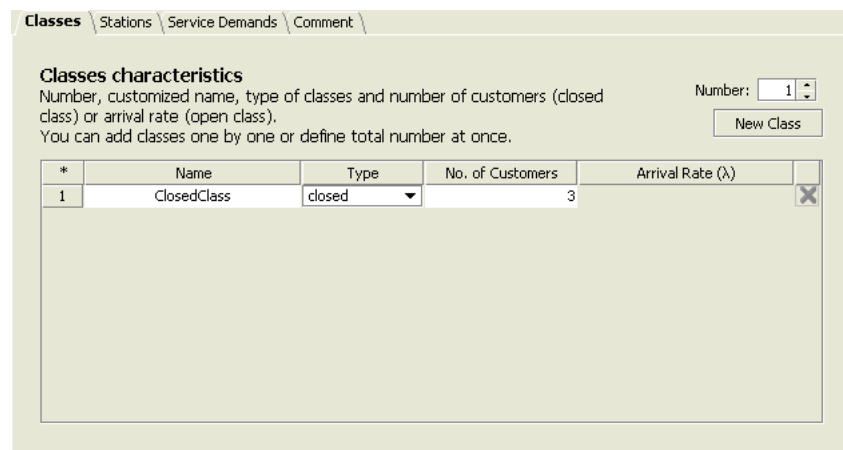 Classes Stations Service Demands Comment
Classes characteristics
Number, customized name, type of classes and number of customers (closed
class) or arrival rate (open class).
You can add classes one by one or define total number at once.
Number: 1
New Class
* Name Type No. of Customers Arrival Rate (λ)
1 ClosedClass closed 3